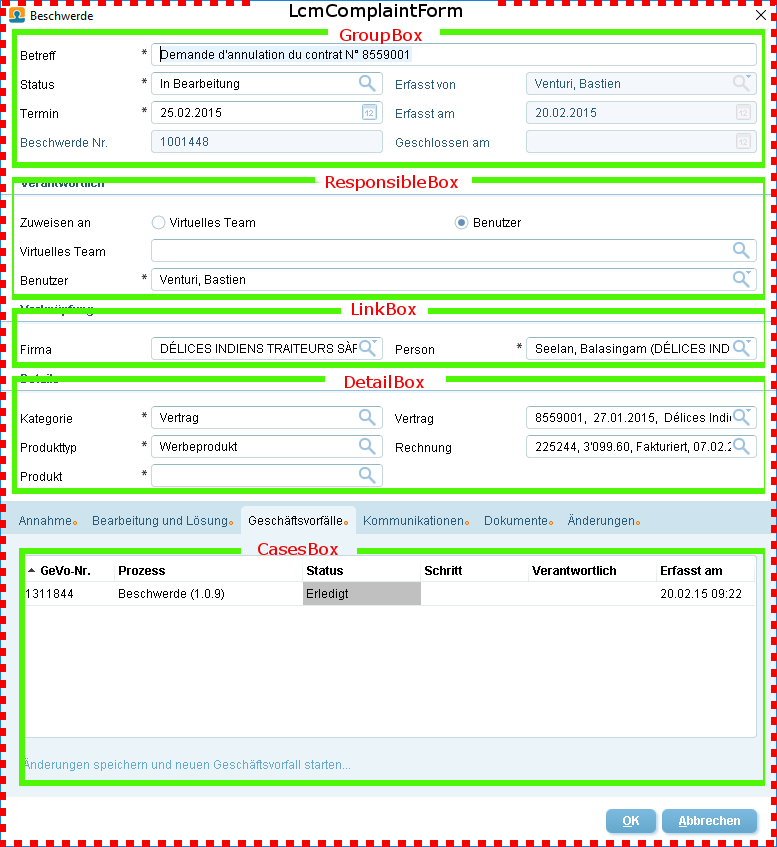 LcmComplaintForm
Beschwerde
GroupBox
Betreff * Demande d'annulation du contrat N° 8559001
Status * In Bearbeitung Erfasst von Venturi, Bastien
Termin * 25.02.2015 12 Erfasst am 20.02.2015 12
Beschwerde Nr. 1001448 Geschlossen am 12
ResponsibleBox
Verantwortlich
Zuweisen an Virtuelles Team Benutzer
Virtuelles Team
Benutzer * Venturi, Bastien
LinkBox
Verknüpfung
Firma DÉLICES INDIENS TRAITEURS SÀF Person * Seelan, Balasingam (DÉLICES IND
DetailBox
Details
Kategorie * Vertrag Vertrag 8559001, 27.01.2015, Délices Indi
Produkttyp * Werbeprodukt Rechnung 225244, 3'099.60, Fakturiert, 07.02.2
Produkt *
Annahme Bearbeitung und Lösung Geschäftsvorfälle Kommunikationen Dokumente Änderungen
CasesBox
GeVo-Nr. Prozess Status Schritt Verantwortlich Erfasst am
1311844 Beschwerde (1.0.9) Erledigt 20.02.15 09:22
Änderungen speichern und neuen Geschäftsvorfall starten...
OK Abbrechen